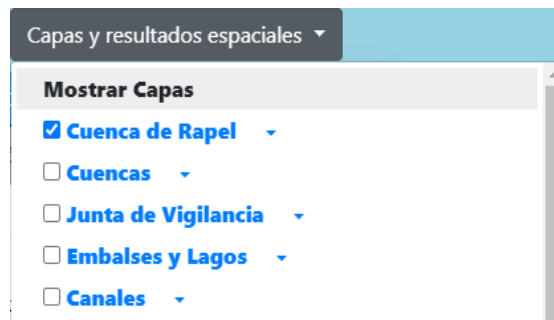 Capas y resultados espaciales
Mostrar Capas
Cuenca de Rapel
Cuencas
Junta de Vigilancia
Embalses y Lagos
Canales